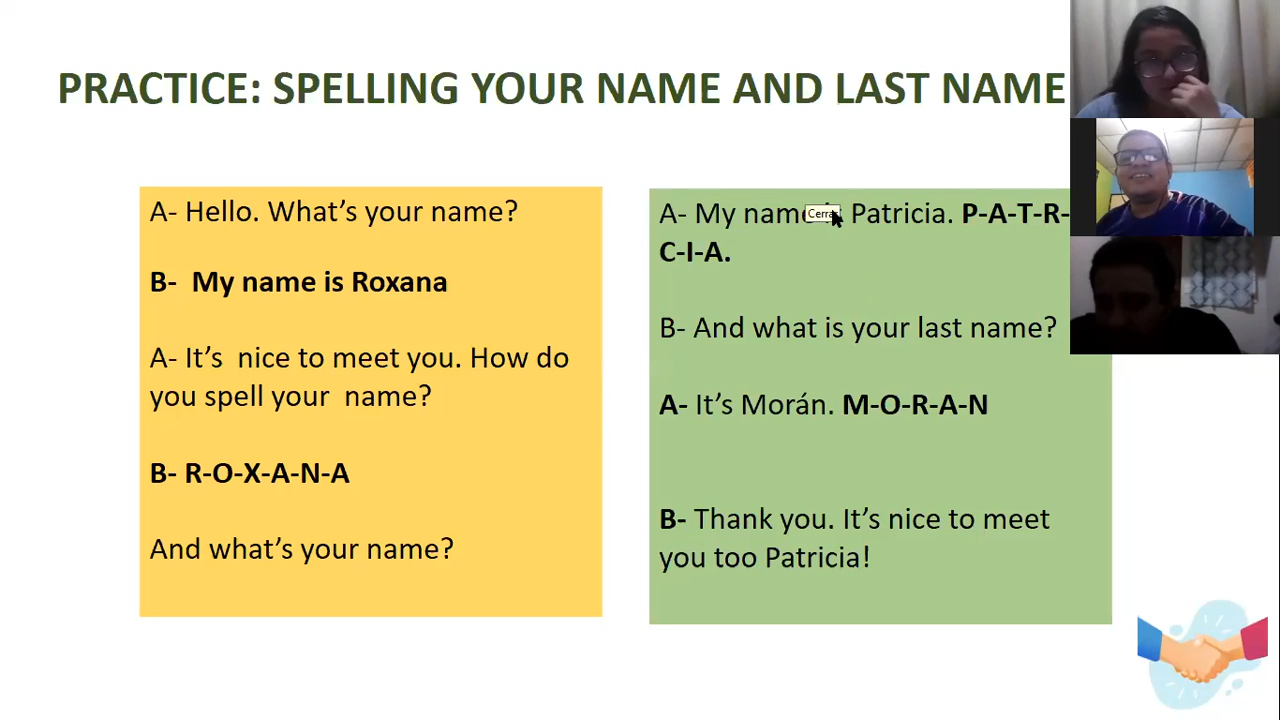 PRACTICE: SPELLING YOUR NAME AND LAST NAME
A- Hello. What's your name?
B- My name is Roxana
A- It's nice to meet you. How do
you spell your name?
B- R-O-X-A-N-A
And what's your name?
A- My name Patricia. P-A-T-R-
C-I-A.
B- And what is your last name?
A- It's Morán. M-O-R-A-N
B- Thank you. It's nice to meet
you too Patricia!